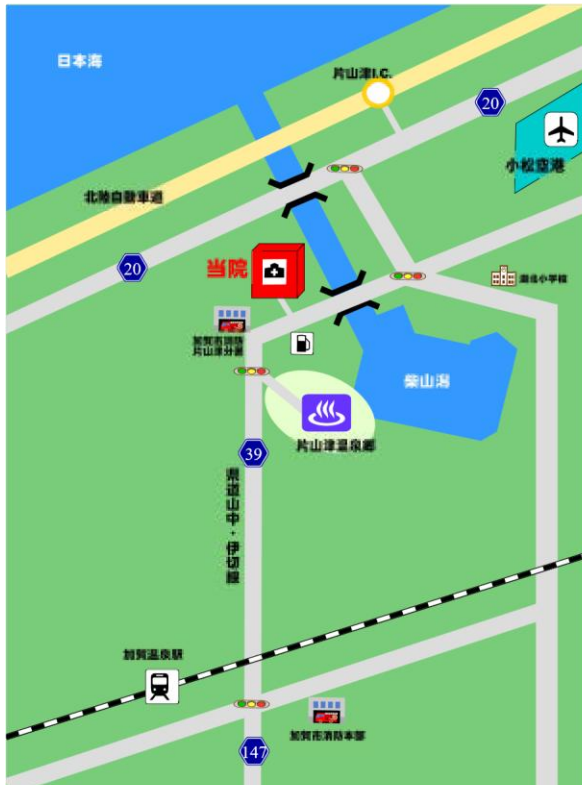 日本海
片山津I.C.
20
小松空港
北陸自動車道
20
当院
湖北小学校
加賀市消防
片山津分署
柴山潟
片山津温泉郷
39
県道山中・伊切線
加賀温泉駅
加賀市消防本部
147